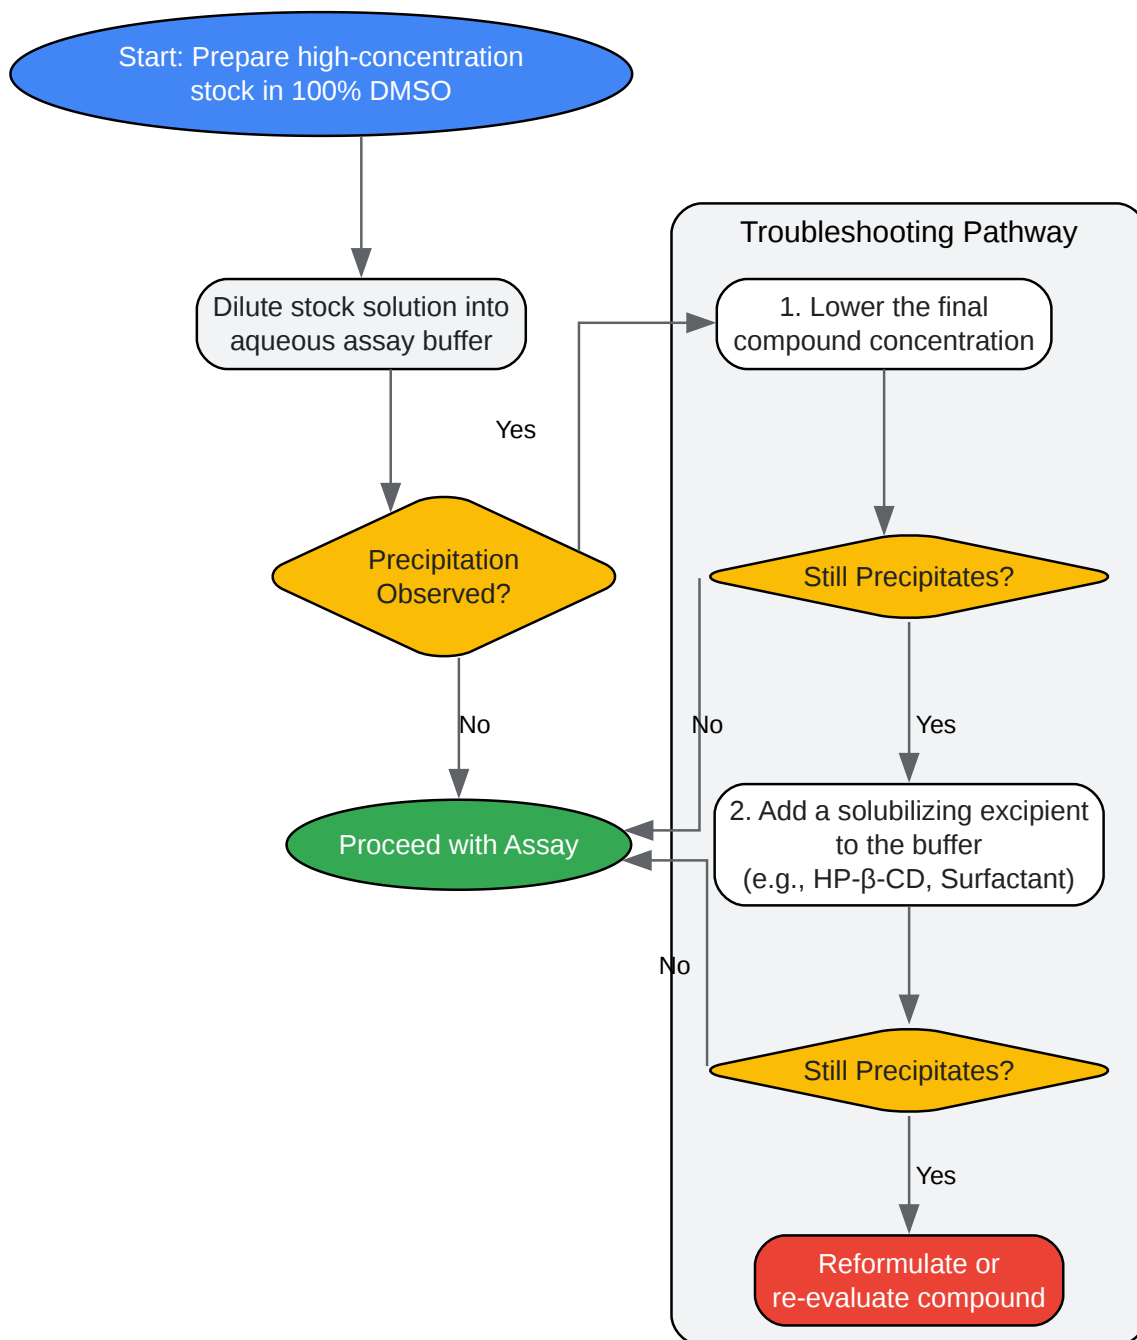 Start: Prepare high-concentration
stock in 100% DMSO
Dilute stock solution into
aqueous assay buffer
Yes
Precipitation
Observed?
No
Proceed with Assay
Troubleshooting Pathway
1. Lower the final
compound concentration
Still Precipitates?
No
Yes
2. Add a solubilizing excipient
to the buffer
(e.g., HP-β-CD, Surfactant)
No
Still Precipitates?
Yes
Reformulate or
re-evaluate compound